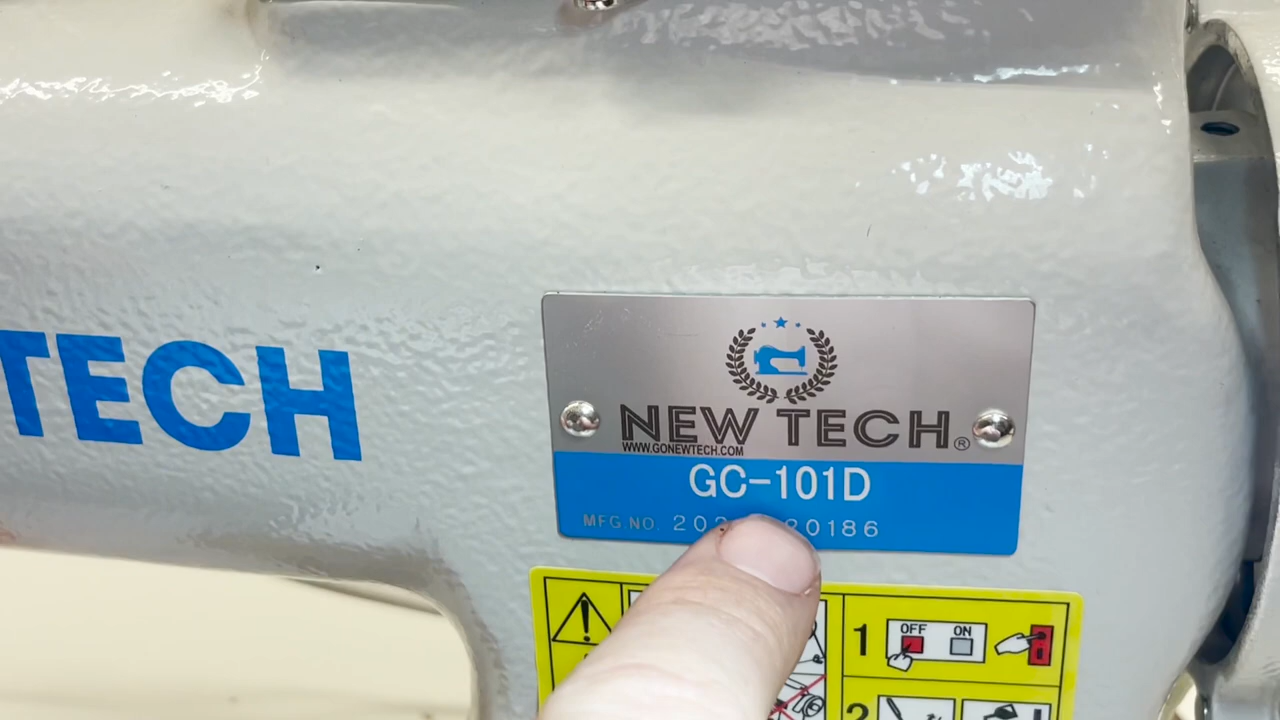 TECH
NEW TECH®
WWW.GONEWTECH.COM
GC-101D
MFG.NO.
1
OFF ON
2